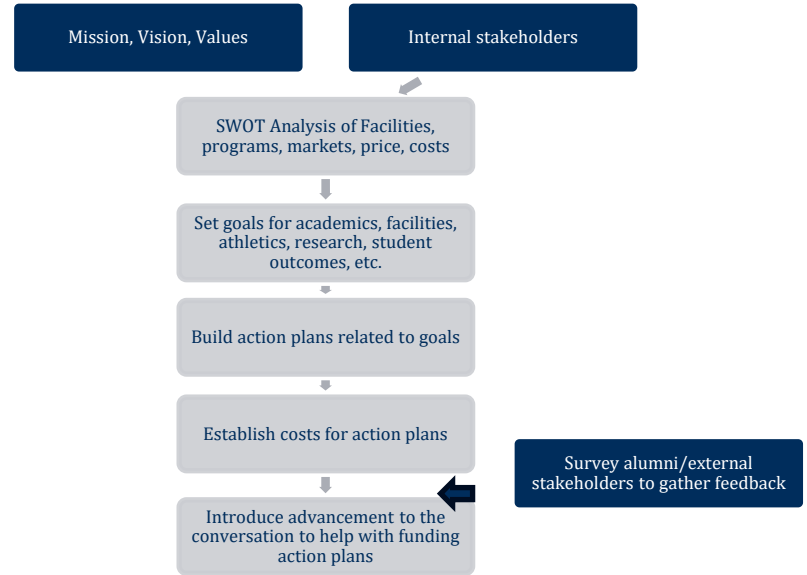 Mission, Vision, Values
Internal stakeholders
SWOT Analysis of Facilities,
programs, markets, price, costs
Set goals for academics, facilities,
athletics, research, student
outcomes, etc.
Build action plans related to goals
Establish costs for action plans
Survey alumni/external
stakeholders to gather feedback
Introduce advancement to the
conversation to help with funding
action plans